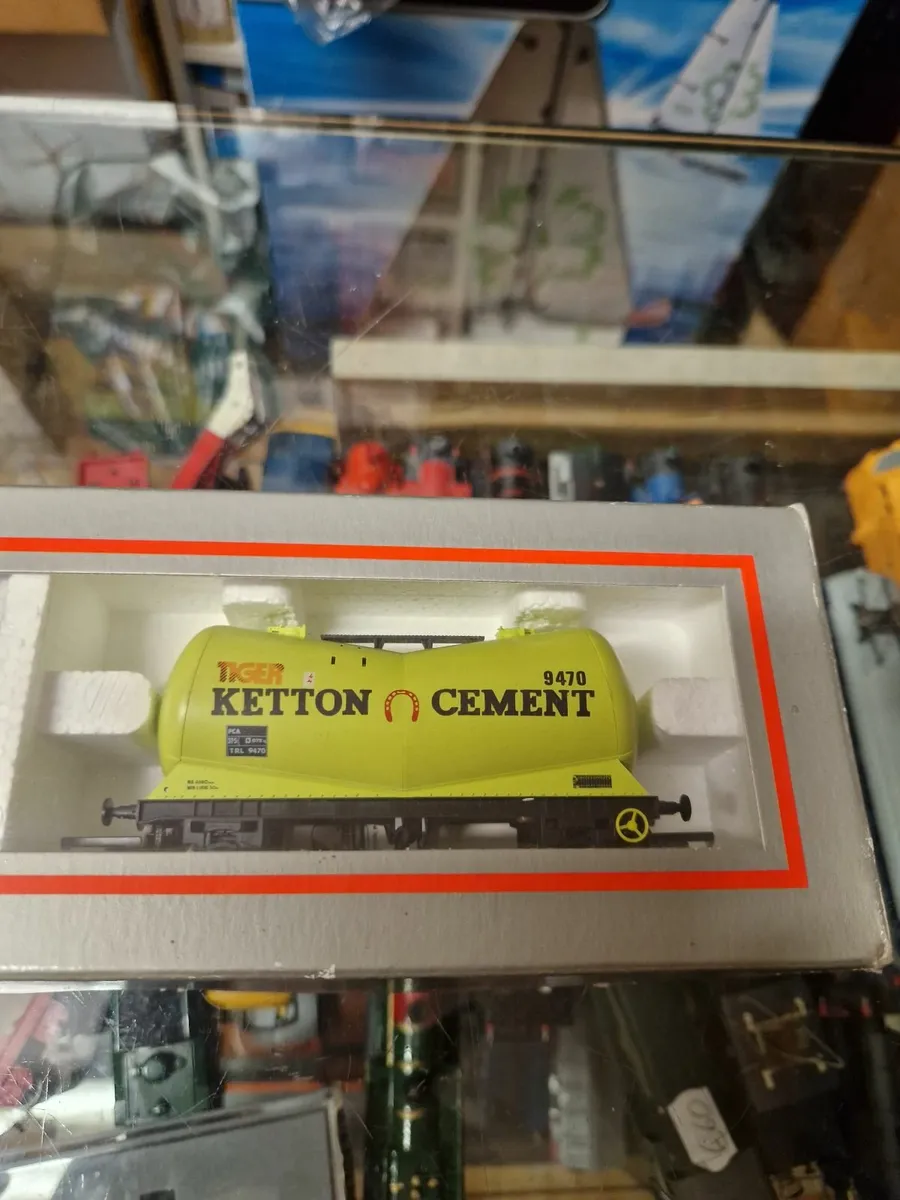 TIGER
9470
KETTON CEMENT
PCA
TRL 9470